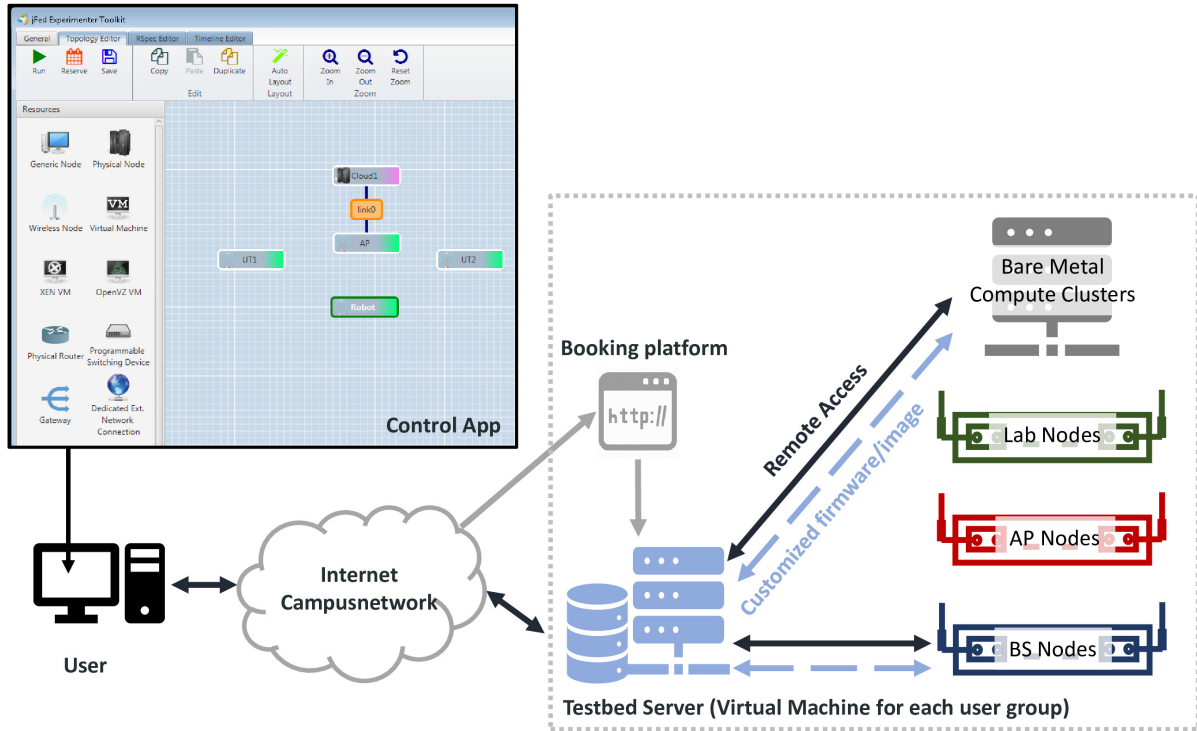 jFed Experimenter Toolkit
General
Topology Editor
RSpec Editor
Timeline Editor
Run
Reserve
Save
Copy
Paste
Duplicate
Edit
Auto
Layout
Layout
Zoom
In
Zoom
Out
Reset
Zoom
Zoom
Resources
Generic Node
Physical Node
Wireless Node
VM
Virtual Machine
XEN VM
OpenVZ VM
Physical Router
Programmable
Switching Device
Gateway
Dedicated Ext.
Network
Connection
Cloud1
link0
AP
UT1
UT2
Robot
Control App
User
Internet
Campusnetwork
Booking platform
http://
Remote Access
Customized firmware/image
Bare Metal
Compute Clusters
Lab Nodes
AP Nodes
BS Nodes
Testbed Server (Virtual Machine for each user group)